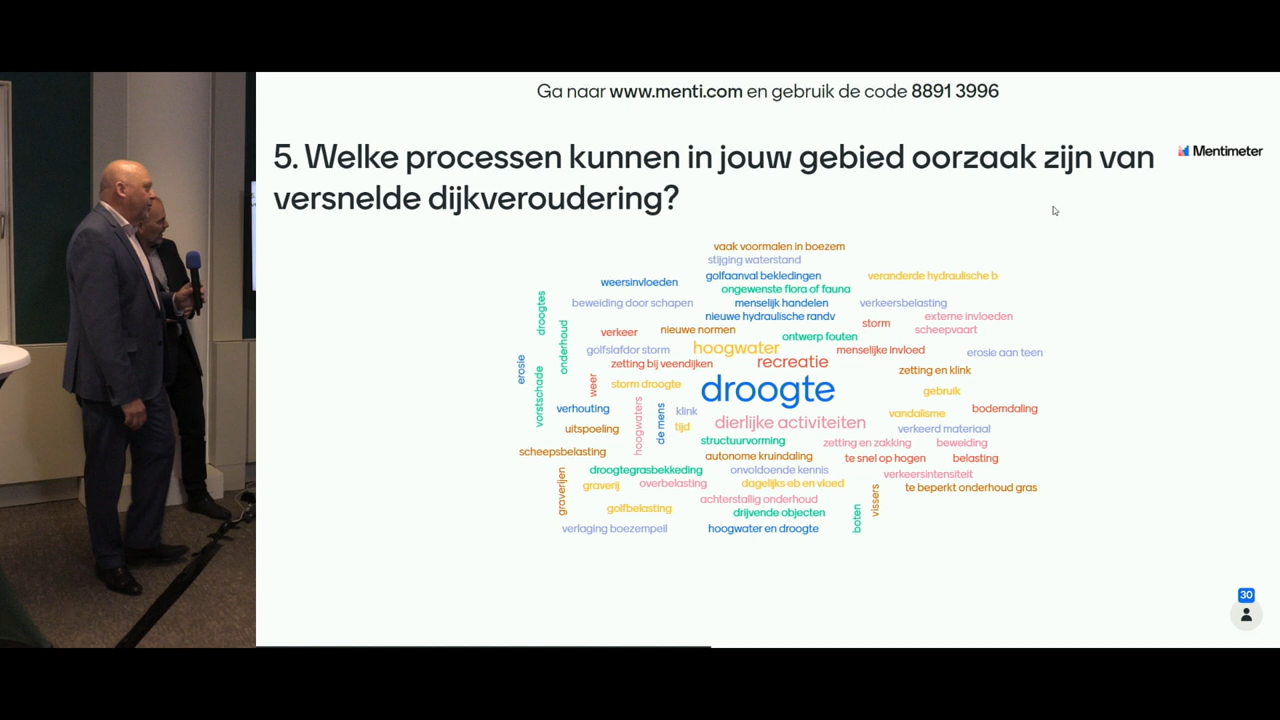 Ga naar www.menti.com en gebruik de code 8891 3996
5. Welke processen kunnen in jouw gebied oorzaak zijn van
versnelde dijkveroudering?
Mentimeter
vaak voormalen in boezem
stijging waterstand
weersinvloeden
golfaanval bekledingen
veranderde hydraulische b
ongewenste flora of fauna
droogtes
beweiding door schapen
menselijk handelen
verkeersbelasting
nieuwe hydraulische randv
externe invloeden
storm
verkeer
nieuwe normen
scheepvaart
onderhoud
ontwerp fouten
golfslafdor storm
hoogwater
menselijke invloed
erosie aan teen
zetting bij veendijken
recreatie
erosie
zetting en klink
weer
storm droogte
droogte
gebruik
vorstschade
verhouting
hoogwaters
de mens
klink
vandalisme
bodemdaling
uitspoeling
tijd
dierlijke activiteiten
verkeerd materiaal
structuurvorming
zetting en zakking
beweiding
scheepsbelasting
autonome kruindaling
te snel op hogen
belasting
droogtegrasbekkeding
onvoldoende kennis
verkeersintensiteit
graverijen
graverij
overbelasting
dagelijks eb en vloed
vissers
te beperkt onderhoud gras
achterstallig onderhoud
golfbelasting
drijvende objecten
boten
verlaging boezempeil
hoogwater en droogte
30